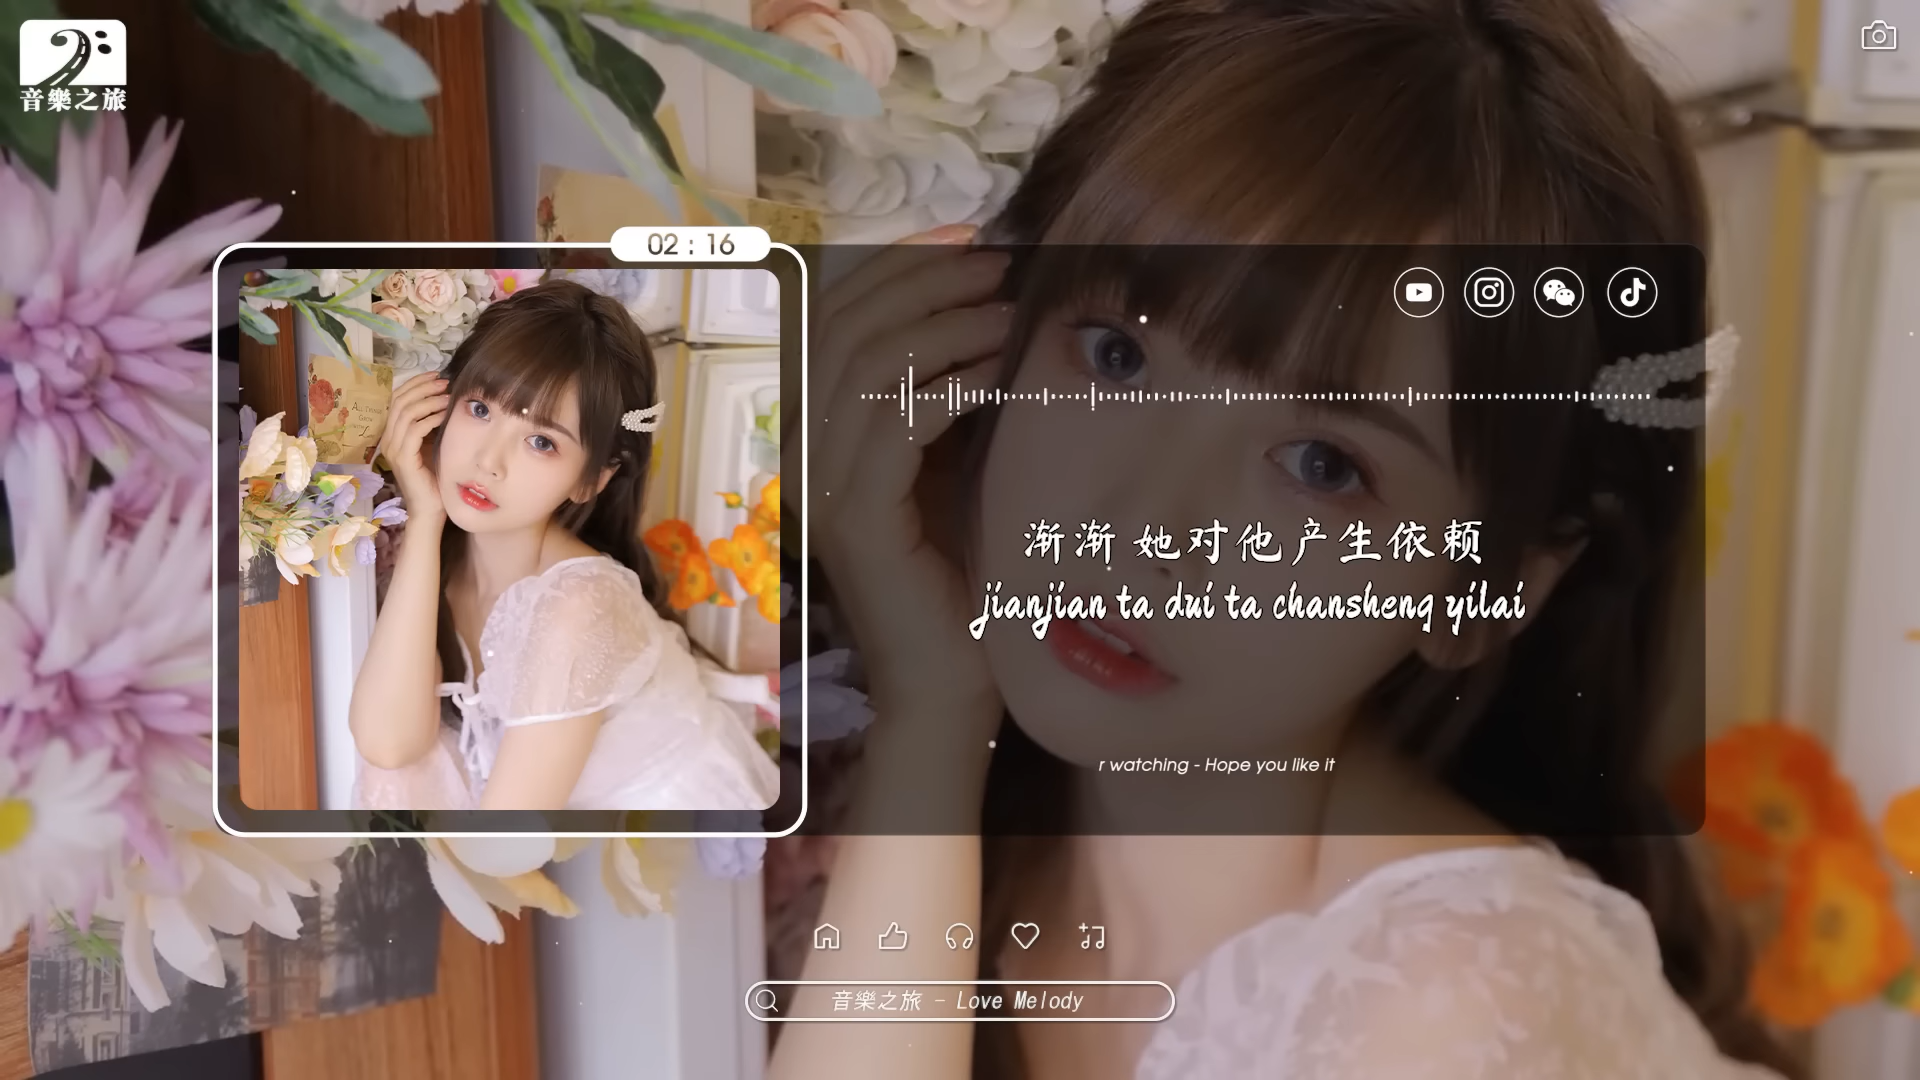 音樂之旅
02 : 16
渐渐 她对他产生依赖
jianjian ta dui ta chansheng yilai
r watching - Hope you like it
音樂之旅 - Love Melody